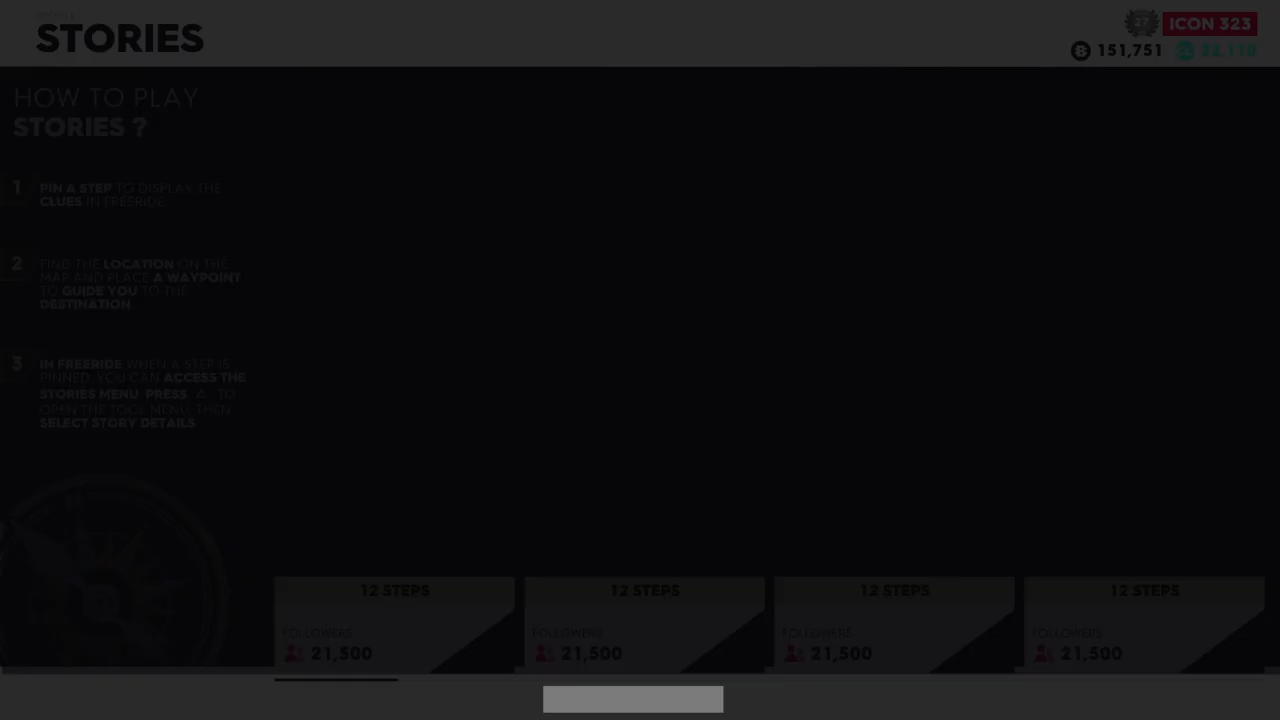 STORIES
27 ICON 323
151,751
HOW TO PLAY
STORIES ?
1 PIN A STEP TO DISPLAY THE
CLUES IN FREERIDE
2 FIND THE LOCATION ON THE
MAP AND PLACE A WAYPOINT
TO GUIDE YOU TO THE
DESTINATION
3 IN FREERIDE WHEN A STEP IS
PINNED, YOU CAN ACCESS THE
STORIES MENU PRESS TO
OPEN THE TOOL MENU, THEN
SELECT STORY DETAILS
12 STEPS
FOLLOWERS
21,500
12 STEPS
FOLLOWERS
21,500
12 STEPS
FOLLOWERS
21,500
12 STEPS
FOLLOWERS
21,500